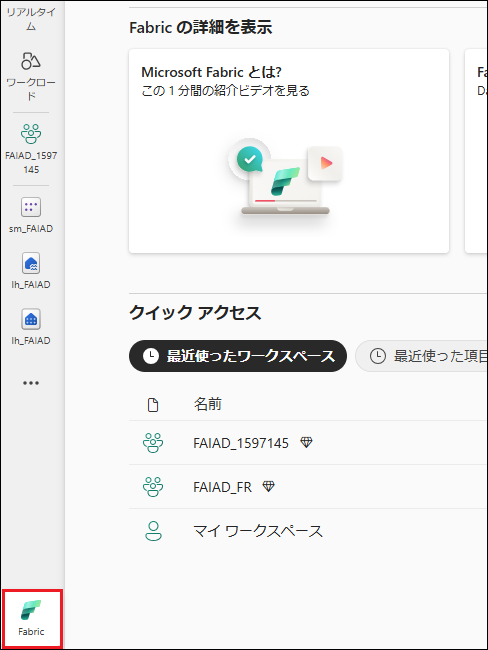 リアルタイ
ム
ワークロー
ド
FAIAD_1597
145
sm_FAIAD
lh_FAIAD
lh_FAIAD
Fabric
Fabric の詳細を表示
Microsoft Fabric とは?
この 1 分間の紹介ビデオを見る
Fa
Da
クイック アクセス
最近使ったワークスペース
最近使った項目
名前
FAIAD_1597145
FAIAD_FR
マイ ワークスペース